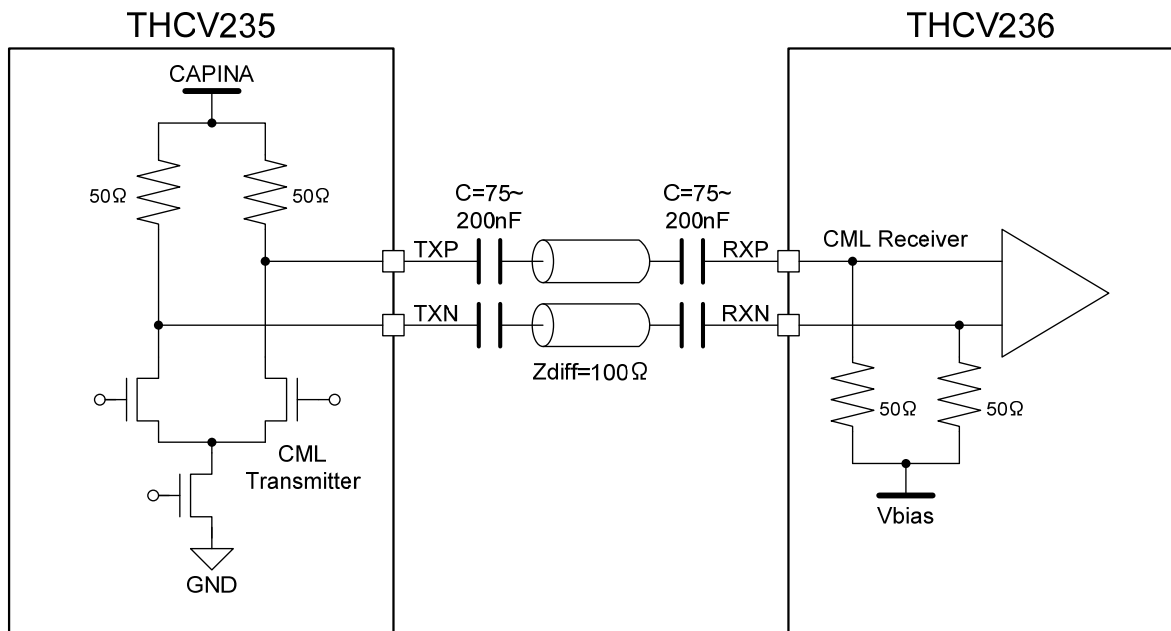 THCV235
THCV236
CAPINA
50Ω
50Ω
C=75~
200nF
C=75~
200nF
TXP
RXP
CML Receiver
TXN
RXN
Zdiff=100Ω
50Ω
50Ω
CML
Transmitter
Vbias
GND